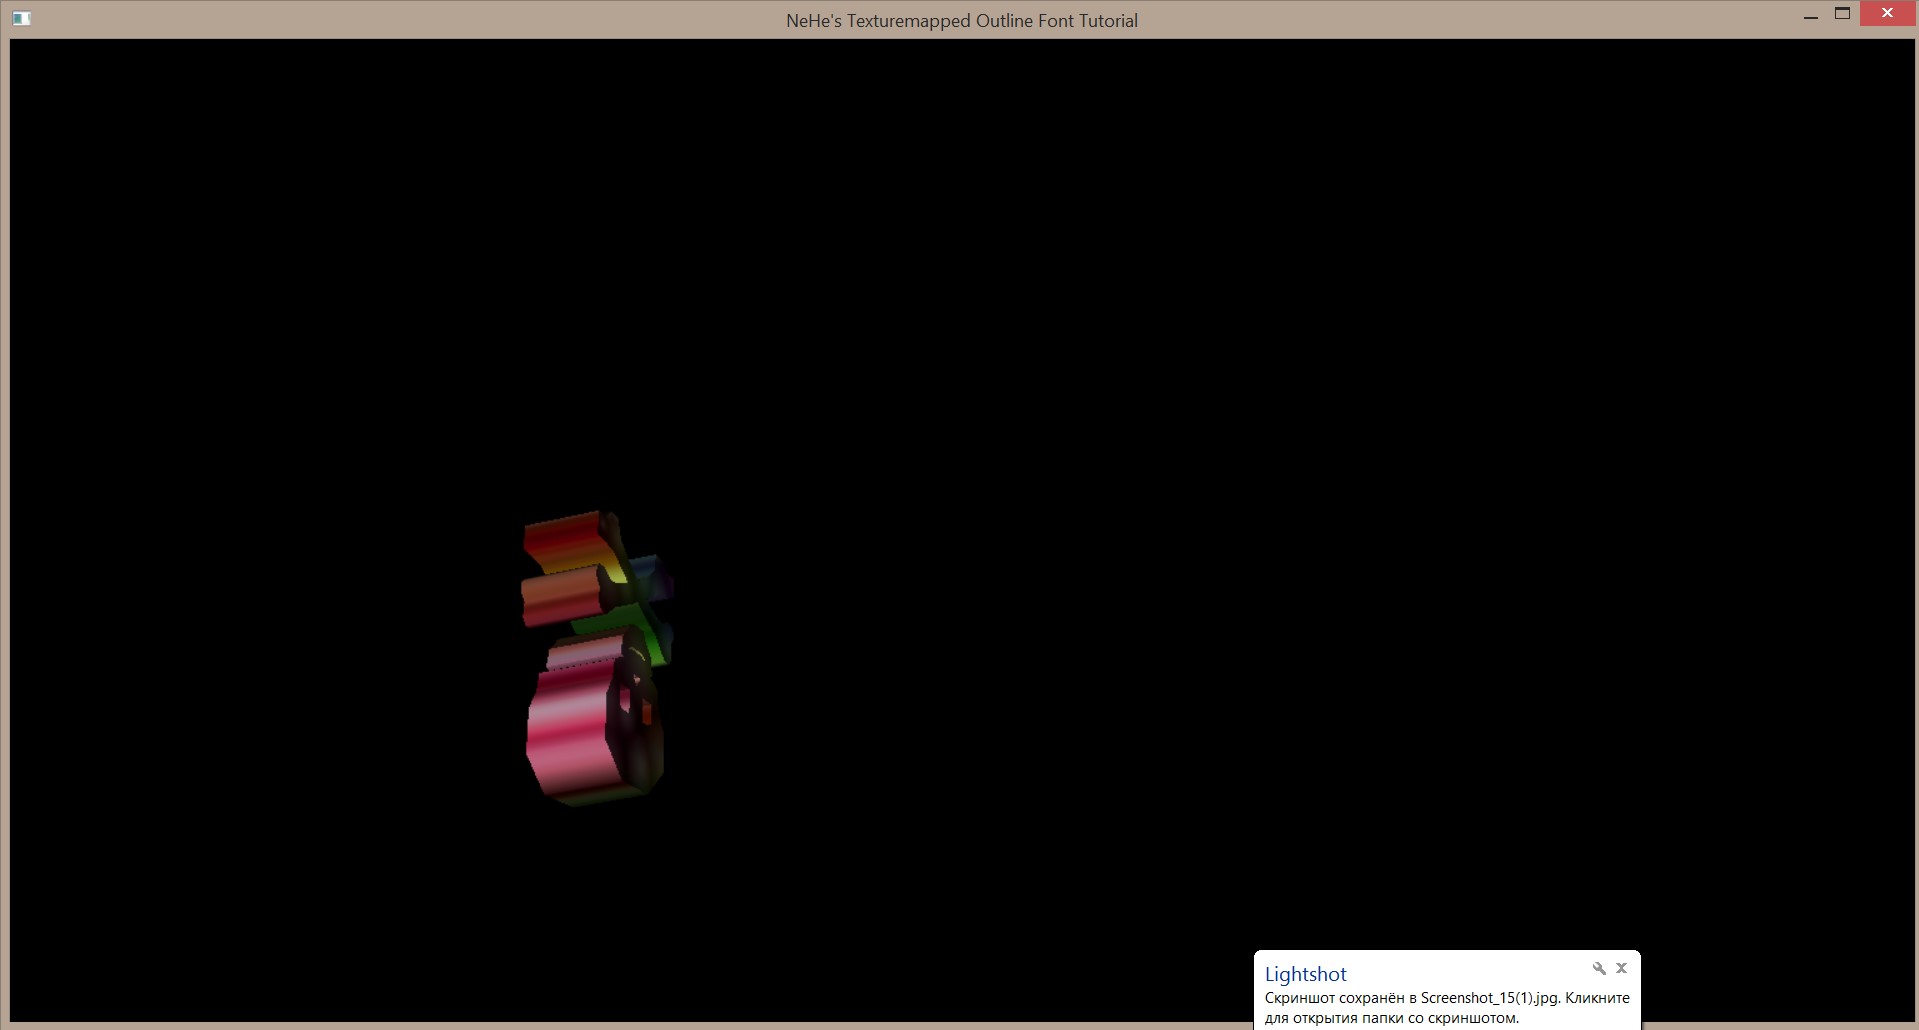 NeHe's Texturemapped Outline Font Tutorial
Lightshot
Скриншот сохранён в Screenshot_15(1).jpg. Кликните
для открытия папки со скриншотом.